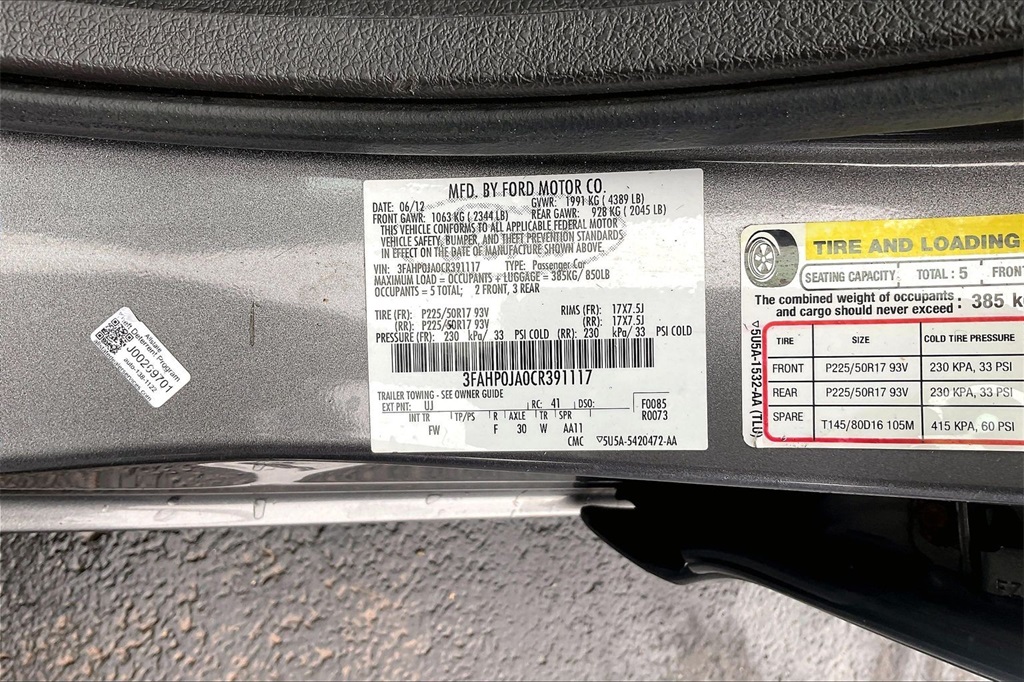 MFD. BY FORD MOTOR CO.
DATE: 06/12 GVWR: 1991 KG ( 4389 LB)
FRONT GAWR: 1063 KG ( 2344 LB) REAR GAWR: 928 KG ( 2045 LB)
THIS VEHICLE CONFORMS TO ALL APPLICABLE FEDERAL MOTOR
VEHICLE SAFETY, BUMPER, AND THEFT PREVENTION STANDARDS
IN EFFECT ON THE DATE OF MANUFACTURE SHOWN ABOVE.
VIN: 3FAHP0JA0CR391117 TYPE: Passenger Car
MAXIMUM LOAD = OCCUPANTS + LUGGAGE = 385KG/ 850LB
OCCUPANTS = 5 TOTAL; 2 FRONT, 3 REAR
TIRE (FR): P225/50R17 93V RIMS (FR): 17X7.5J
(RR): P225/50R17 93V (RR): 17X7.5J
PRESSURE (FR): 230 kPa/ 33 PSI COLD (RR): 230 kPa/ 33 PSI COLD
3FAHP0JA0CR391117
TRAILER TOWING - SEE OWNER GUIDE
EXT PNT: UJ RC: 41 DSO: F0085
INT TR TP/PS R AXLE TR SPR R0073
FW F 30 W AA11
CMC ▽5U5A-5420472-AA
Allstate
Theft Deterrent Program
J00269701
TIRE AND LOADING
SEATING CAPACITY TOTAL : 5 FRONT
The combined weight of occupants
and cargo should never exceed : 385 k
▽5U5A-1532-AA (TLU)
TIRE SIZE COLD TIRE PRESSURE
FRONT P225/50R17 93V 230 KPA, 33 PSI
REAR P225/50R17 93V 230 KPA, 33 PSI
SPARE T145/80D16 105M 415 KPA, 60 PSI